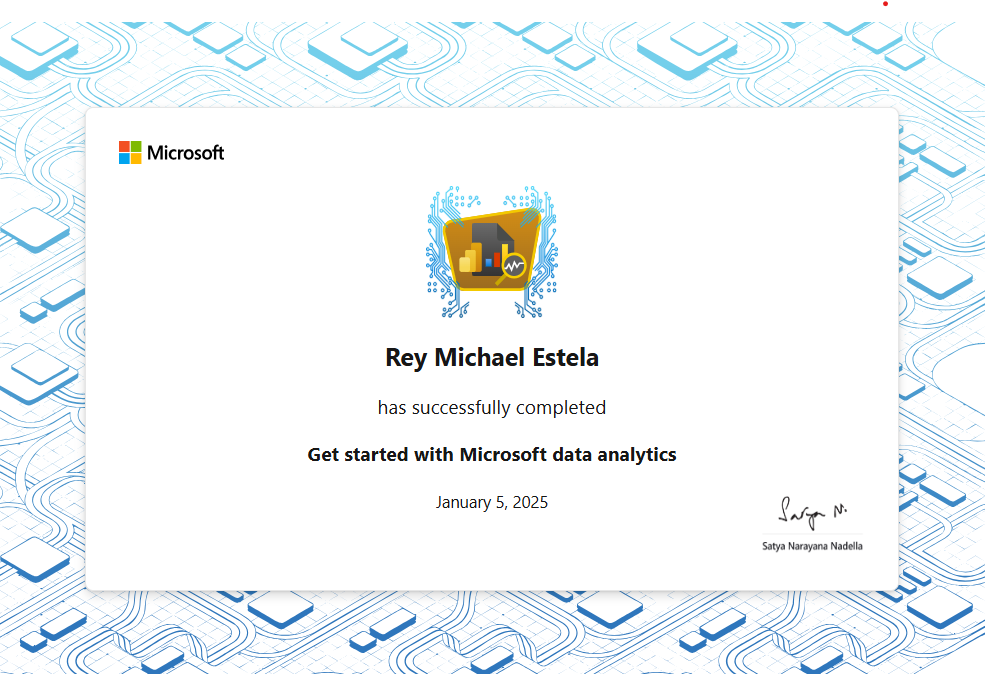 Microsoft
Rey Michael Estela
has successfully completed
Get started with Microsoft data analytics
January 5, 2025
Satya N.
Satya Narayana Nadella